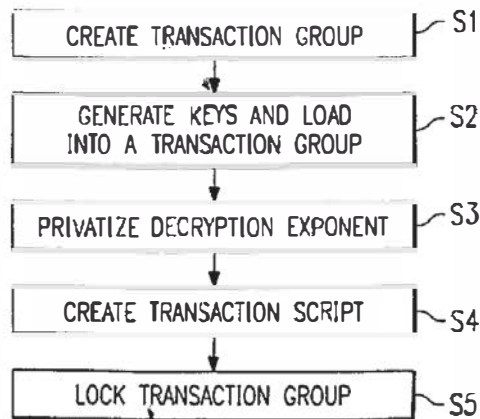 CREATE TRANSACTION GROUP S1
GENERATE KEYS AND LOAD S2
INTO A TRANSACTION GROUP
PRIVATIZE DECRYPTION EXPONENT S3
CREATE TRANSACTION SCRIPT S4
LOCK TRANSACTION GROUP S5